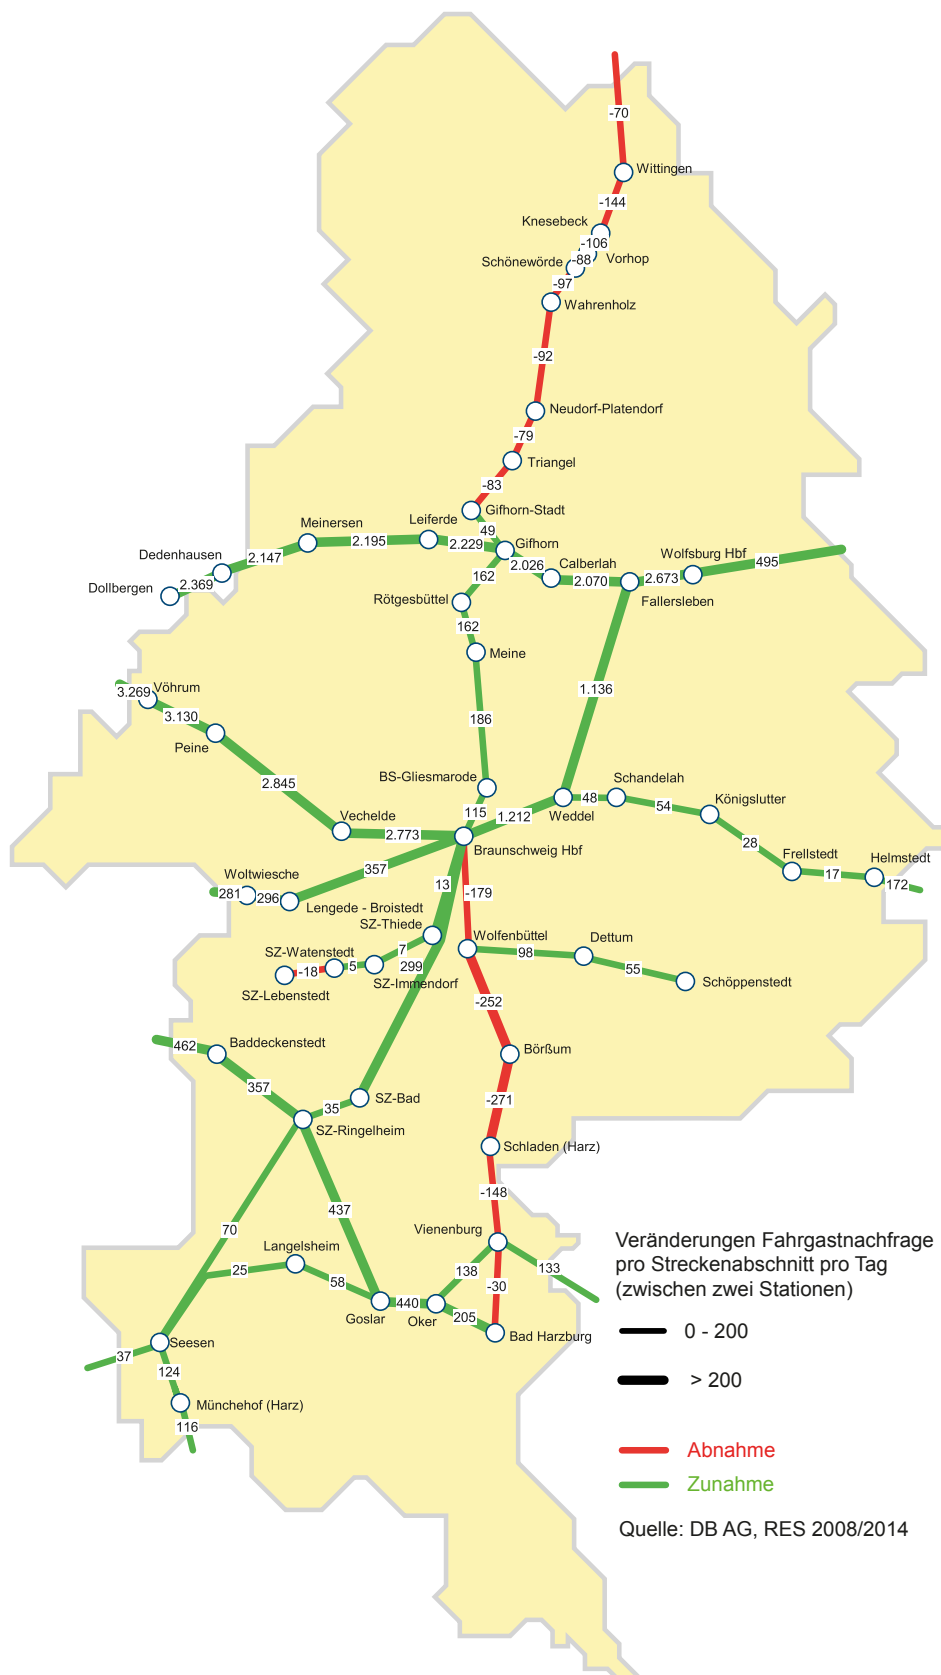 -70
Wittingen
-144
Knesebeck
-106
Vorhop
Schönewörde
-88
-97
Wahrenholz
-92
Neudorf-Platendorf
-79
Triangel
-83
Gifhorn-Stadt
49
Leiferde
Meinersen
2.195
2.229
Gifhorn
Dedenhausen
2.147
2.369
Dollbergen
2.026
Calberlah
2.070
Wolfsburg Hbf
2.673
495
Fallersleben
162
Rötgesbüttel
162
Meine
1.136
186
3.269
Vöhrum
3.130
Peine
2.845
BS-Gliesmarode
115
Vechelde
2.773
1.212
Weddel
48
Schandelah
54
Königslutter
28
Frellstedt
17
Helmstedt
172
Braunschweig Hbf
357
Woltwiesche
281
296
Lengede - Broistedt
13
-179
SZ-Thiede
7
SZ-Watenstedt
5
-18
SZ-Lebenstedt
299
SZ-Immendorf
Wolfenbüttel
98
Dettum
55
Schöppenstedt
-252
Börßum
-271
462
Baddeckenstedt
357
35
SZ-Bad
SZ-Ringelheim
Schladen (Harz)
-148
437
70
Vienenburg
133
138
-30
Langelsheim
25
58
Goslar
440
Oker
205
Bad Harzburg
Seesen
37
124
Münchehof (Harz)
116
Veränderungen Fahrgastnachfrage
pro Streckenabschnitt pro Tag
(zwischen zwei Stationen)
0 - 200
> 200
Abnahme
Zunahme
Quelle: DB AG, RES 2008/2014